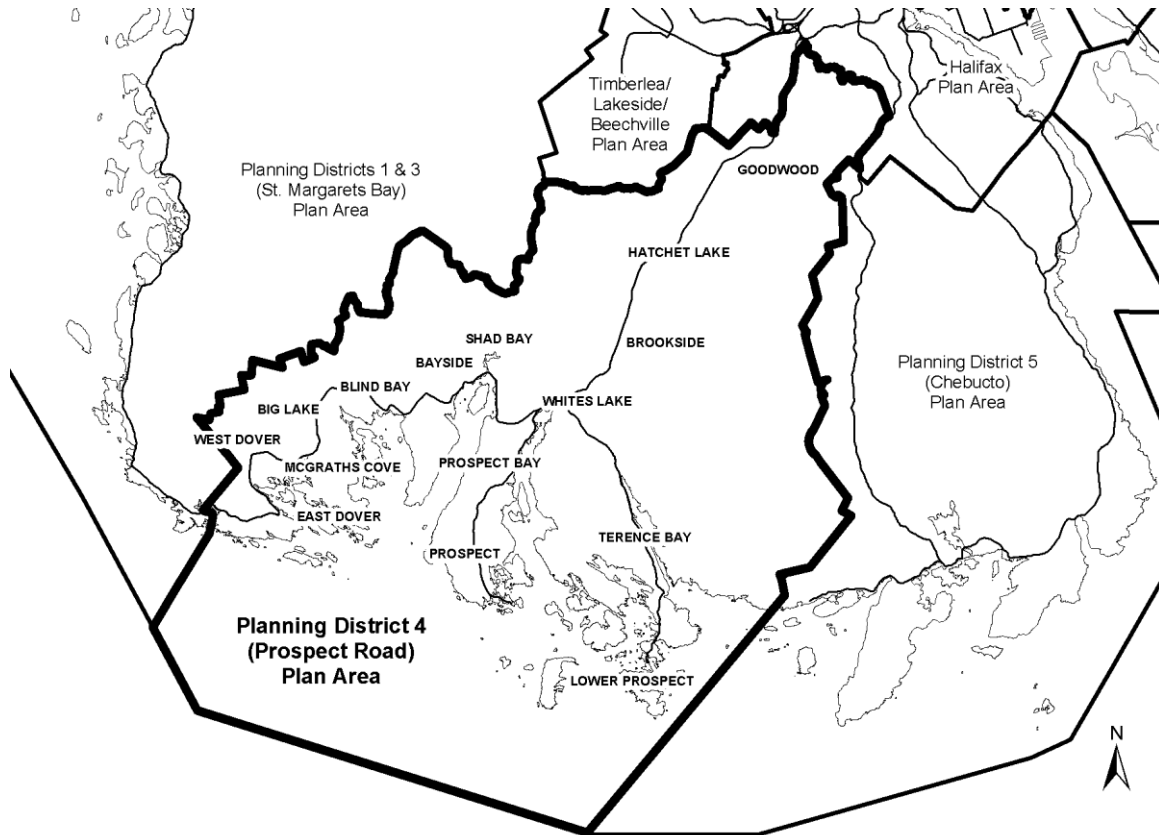 Halifax
Plan Area
Timberlea/
Lakeside/
Beechville
Plan Area
Planning Districts 1 & 3
(St. Margarets Bay)
Plan Area
GOODWOOD
HATCHET LAKE
BROOKSIDE
SHAD BAY
BAYSIDE
Planning District 5
(Chebucto)
Plan Area
BLIND BAY
WHITES LAKE
BIG LAKE
WEST DOVER
PROSPECT BAY
MCGRATHS COVE
EAST DOVER
TERENCE BAY
PROSPECT
Planning District 4
(Prospect Road)
Plan Area
LOWER PROSPECT
N